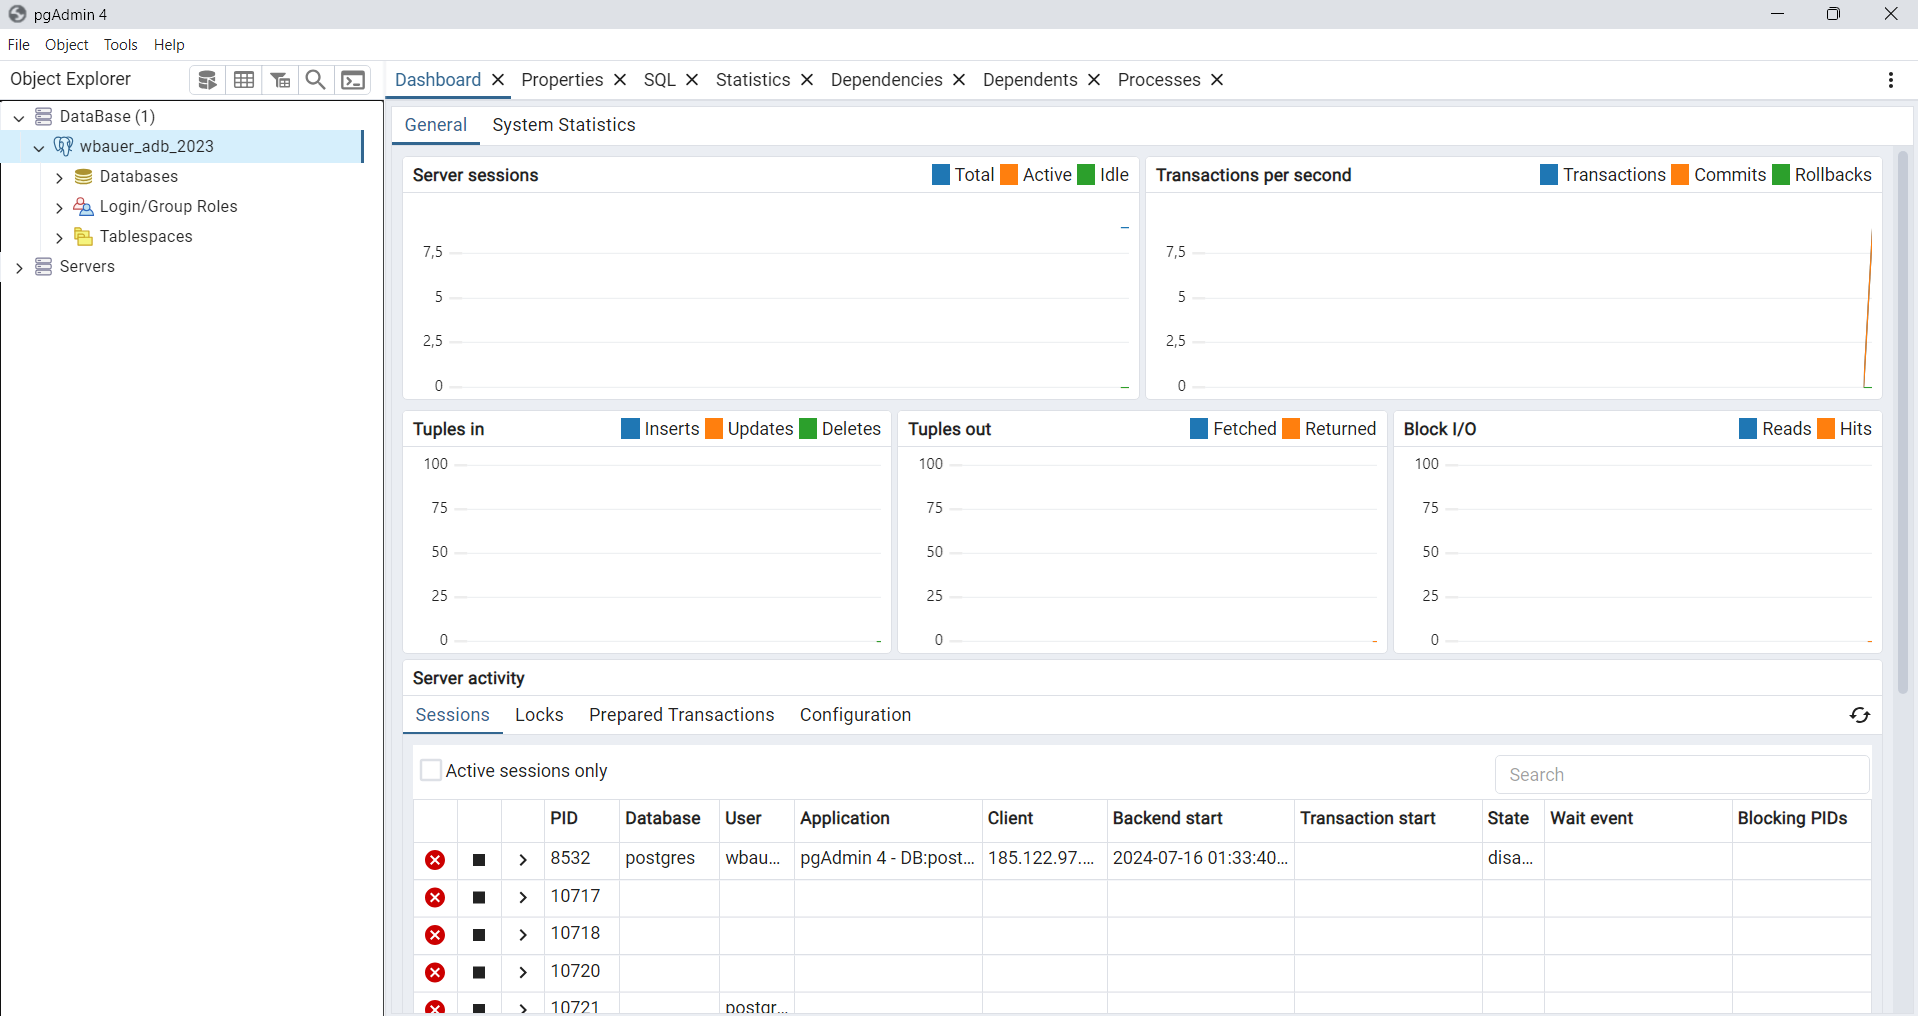 pgAdmin 4
File Object Tools Help
Object Explorer
Dashboard Properties SQL Statistics Dependencies Dependents Processes
DataBase (1)
wbauer_adb_2023
Databases
Login/Group Roles
Tablespaces
Servers
General System Statistics
Server sessions Total Active Idle
7,5
5
2,5
0
Transactions per second Transactions Commits Rollbacks
7,5
5
2,5
0
Tuples in Inserts Updates Deletes
100
75
50
25
0
Tuples out Fetched Returned
100
75
50
25
0
Block I/O Reads Hits
100
75
50
25
0
Server activity
Sessions Locks Prepared Transactions Configuration
Active sessions only Search
PID Database User Application Client Backend start Transaction start State Wait event Blocking PIDs
8532 postgres wbau... pgAdmin 4 - DB:post... 185.122.97.... 2024-07-16 01:33:40... disa...
10717
10718
10720
10721 postgr...